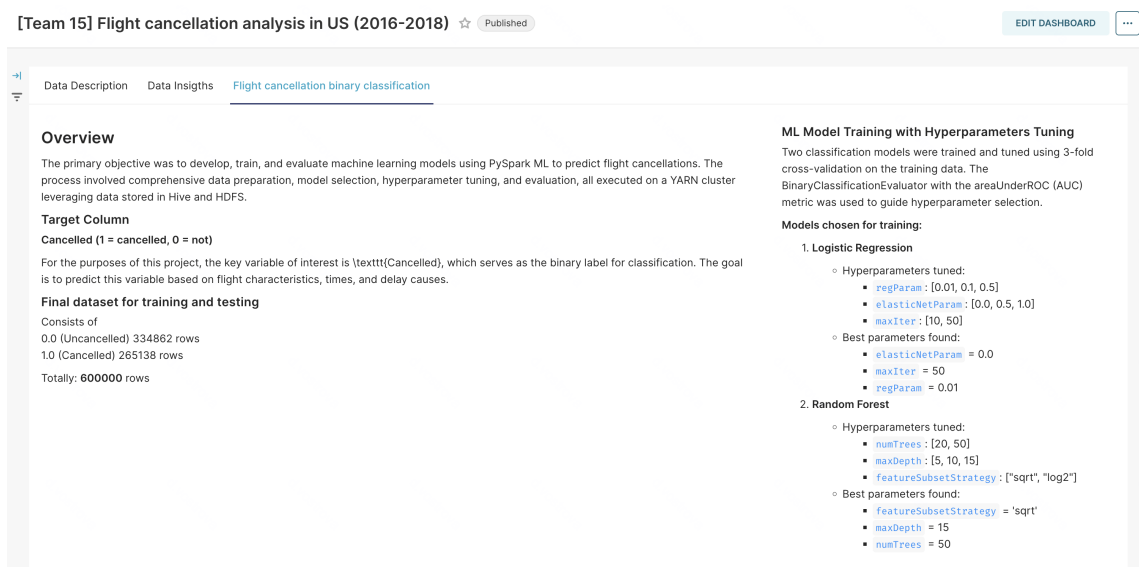 [Team 15] Flight cancellation analysis in US (2016-2018)
Published
EDIT DASHBOARD
...
Data Description
Data Insigths
Flight cancellation binary classification
Overview
The primary objective was to develop, train, and evaluate machine learning models using PySpark ML to predict flight cancellations. The
process involved comprehensive data preparation, model selection, hyperparameter tuning, and evaluation, all executed on a YARN cluster
leveraging data stored in Hive and HDFS.
Target Column
Cancelled (1 = cancelled, 0 = not)
For the purposes of this project, the key variable of interest is \texttt{Cancelled}, which serves as the binary label for classification. The goal
is to predict this variable based on flight characteristics, times, and delay causes.
Final dataset for training and testing
Consists of
0.0 (Uncancelled) 334862 rows
1.0 (Cancelled) 265138 rows
Totally: 600000 rows
ML Model Training with Hyperparameters Tuning
Two classification models were trained and tuned using 3-fold
cross-validation on the training data. The
BinaryClassificationEvaluator with the areaUnderROC (AUC)
metric was used to guide hyperparameter selection.
Models chosen for training:
1. Logistic Regression
Hyperparameters tuned:
regParam : [0.01, 0.1, 0.5]
elasticNetParam : [0.0, 0.5, 1.0]
maxIter : [10, 50]
Best parameters found:
elasticNetParam = 0.0
maxIter = 50
regParam = 0.01
2. Random Forest
Hyperparameters tuned:
numTrees : [20, 50]
maxDepth : [5, 10, 15]
featureSubsetStrategy : ["sqrt", "log2"]
Best parameters found:
featureSubsetStrategy = 'sqrt'
maxDepth = 15
numTrees = 50